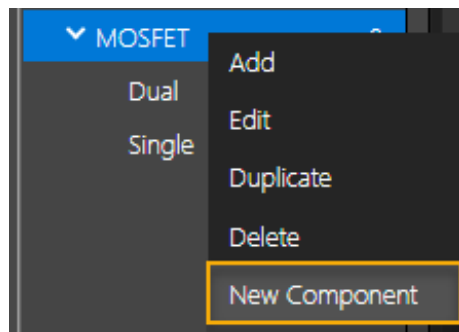 MOSFET
Dual
Single
Add
Edit
Duplicate
Delete
New Component